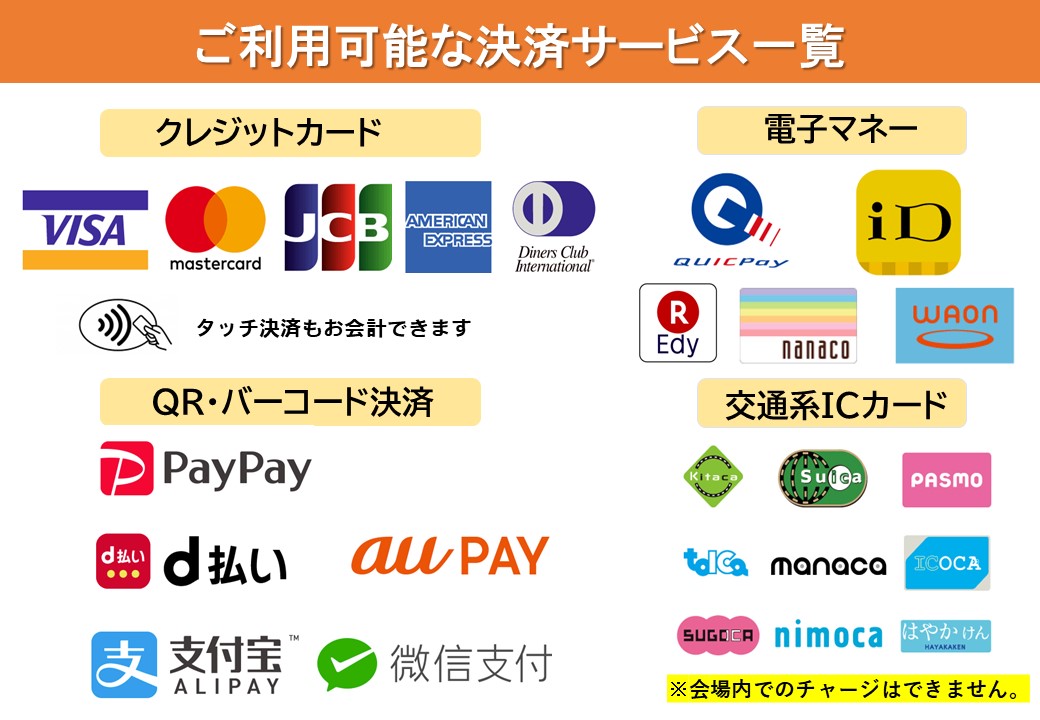 ご利用可能な決済サービス一覧
クレジットカード
VISA
mastercard
JCB
AMERICAN
EXPRESS
Diners Club
International®
タッチ決済もお会計できます
電子マネー
QUICPay
iD
R
Edy
nanaco
WAON
QR・バーコード決済
P PayPay
d払い d払い
au PAY
支 支付宝™
ALIPAY
微信支付
交通系ICカード
Kitaca
Suica
PASMO
toICa
manaca
ICOCA
SUGOCA
nimoca
はやかけん
HAYAKAKEN
※会場内でのチャージはできません。